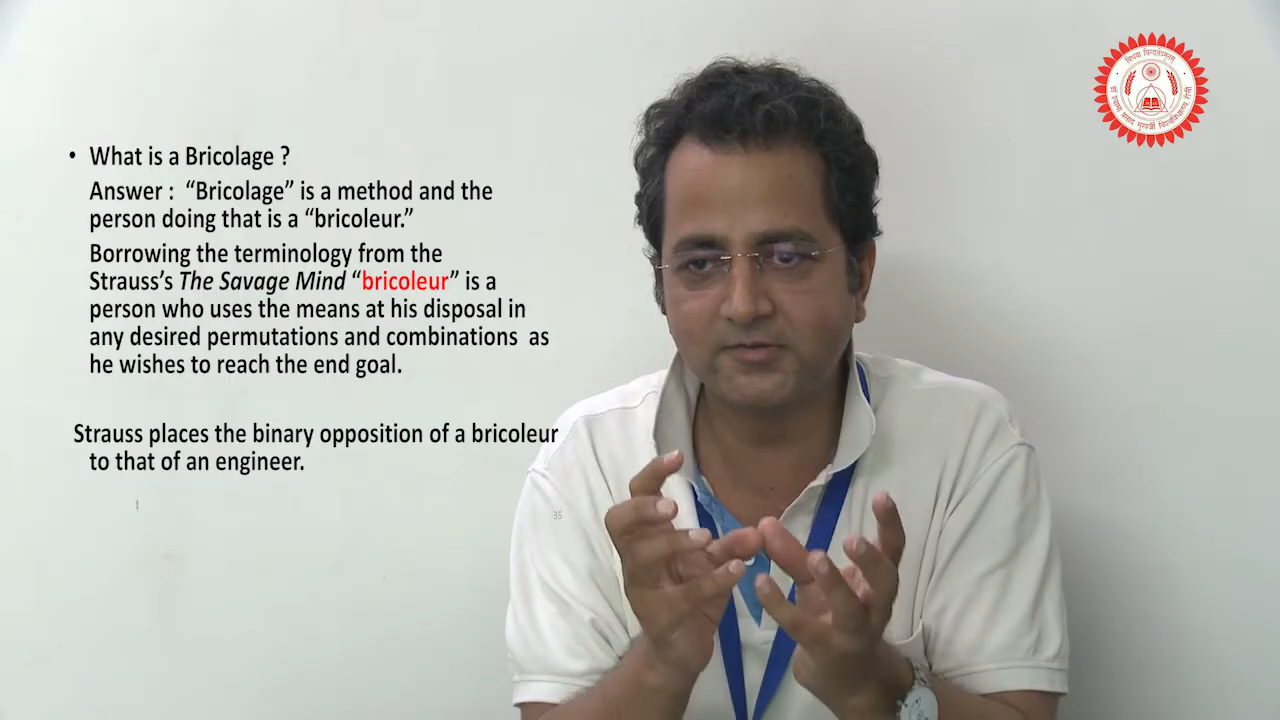 • What is a Bricolage ?
Answer : “Bricolage” is a method and the
person doing that is a “bricoleur.”
Borrowing the terminology from the
Strauss’s The Savage Mind “bricoleur” is a
person who uses the means at his disposal in
any desired permutations and combinations as
he wishes to reach the end goal.
Strauss places the binary opposition of a bricoleur
to that of an engineer.
35